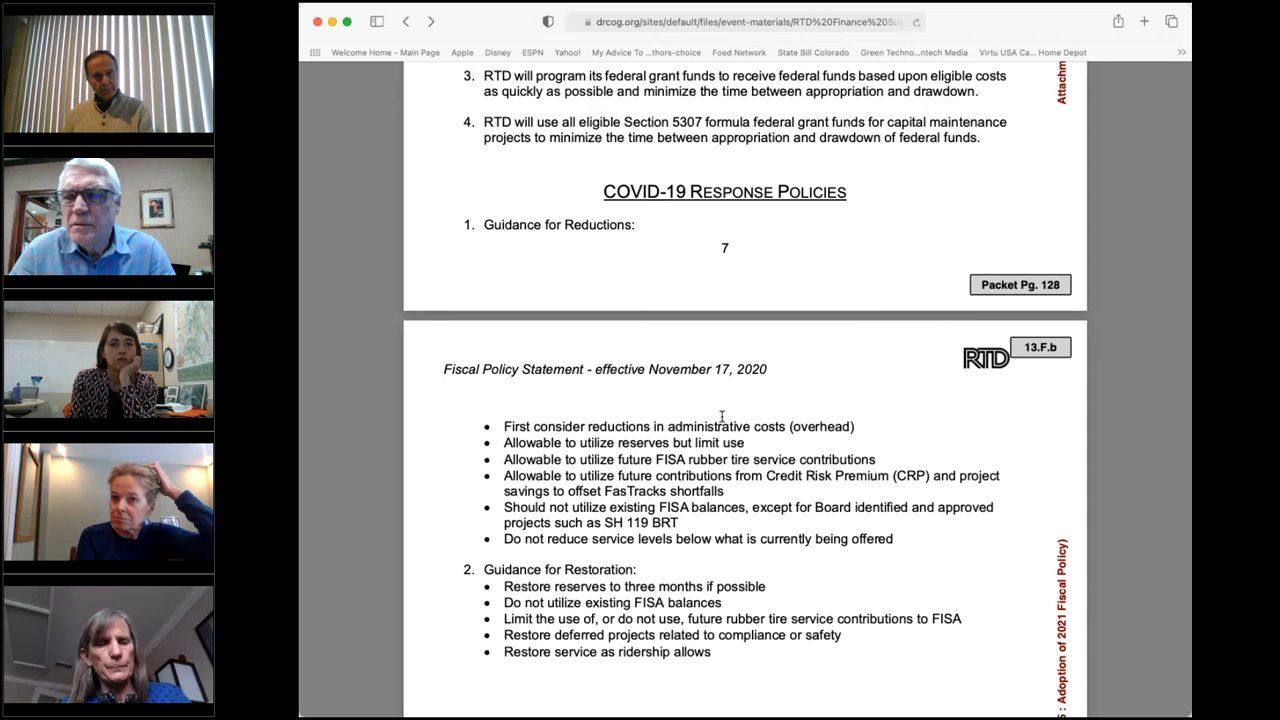 drcog.org/sites/default/files/event-materials/RTD%20Finance%20Su
Welcome Home - Main Page Apple Disney ESPN Yahoo! My Advice To ...thors-choice Food Network State Bill Colorado Green Techno...ntech Media Virtu USA Ca... Home Depot
3. RTD will program its federal grant funds to receive federal funds based upon eligible costs
as quickly as possible and minimize the time between appropriation and drawdown.
Attachm
4. RTD will use all eligible Section 5307 formula federal grant funds for capital maintenance
projects to minimize the time between appropriation and drawdown of federal funds.
COVID-19 RESPONSE POLICIES
1. Guidance for Reductions:
7
Packet Pg. 128
RTD 13.F.b
Fiscal Policy Statement - effective November 17, 2020
• First consider reductions in administrative costs (overhead)
• Allowable to utilize reserves but limit use
• Allowable to utilize future FISA rubber tire service contributions
• Allowable to utilize future contributions from Credit Risk Premium (CRP) and project
savings to offset FasTracks shortfalls
• Should not utilize existing FISA balances, except for Board identified and approved
projects such as SH 119 BRT
• Do not reduce service levels below what is currently being offered
2. Guidance for Restoration:
• Restore reserves to three months if possible
• Do not utilize existing FISA balances
• Limit the use of, or do not use, future rubber tire service contributions to FISA
• Restore deferred projects related to compliance or safety
• Restore service as ridership allows
: Adoption of 2021 Fiscal Policy)